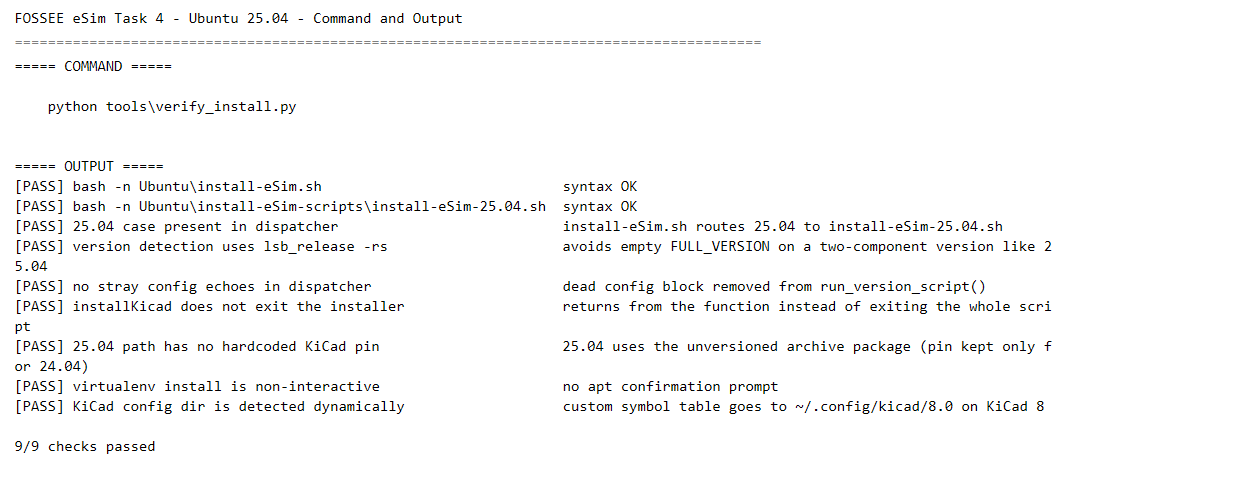 FOSSEE eSim Task 4 - Ubuntu 25.04 - Command and Output
==========================================================================================
===== COMMAND =====
python tools\verify_install.py
===== OUTPUT =====
[PASS] bash -n Ubuntu\install-eSim.sh                             syntax OK
[PASS] bash -n Ubuntu\install-eSim-scripts\install-eSim-25.04.sh  syntax OK
[PASS] 25.04 case present in dispatcher                           install-eSim.sh routes 25.04 to install-eSim-25.04.sh
[PASS] version detection uses lsb_release -rs                     avoids empty FULL_VERSION on a two-component version like 2
5.04
[PASS] no stray config echoes in dispatcher                       dead config block removed from run_version_script()
[PASS] installKicad does not exit the installer                   returns from the function instead of exiting the whole scri
pt
[PASS] 25.04 path has no hardcoded KiCad pin                      25.04 uses the unversioned archive package (pin kept only f
or 24.04)
[PASS] virtualenv install is non-interactive                      no apt confirmation prompt
[PASS] KiCad config dir is detected dynamically                   custom symbol table goes to ~/.config/kicad/8.0 on KiCad 8
9/9 checks passed